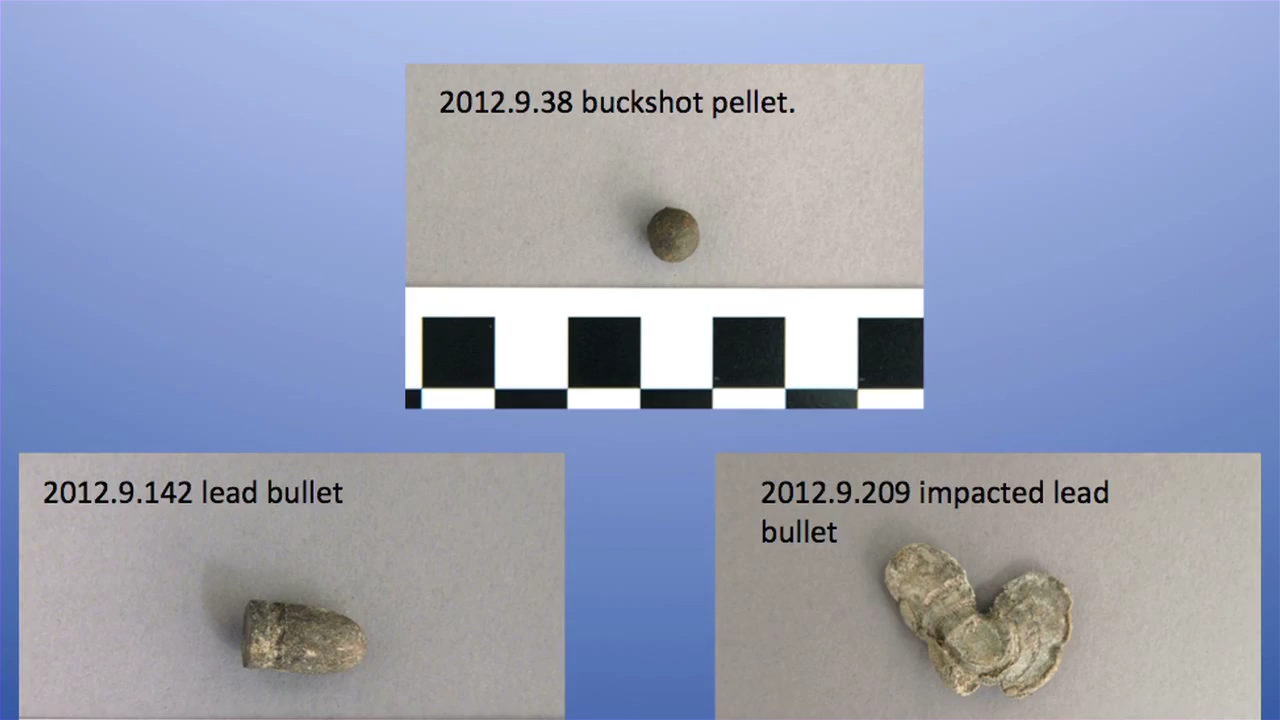 2012.9.38 buckshot pellet.
2012.9.142 lead bullet
2012.9.209 impacted lead
bullet